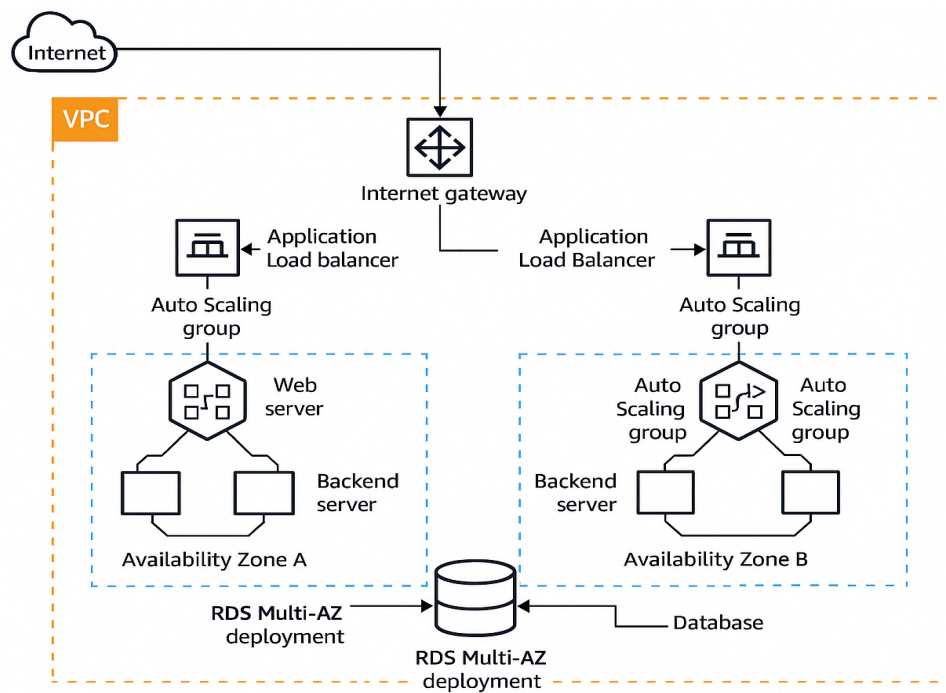 Internet
VPC
Internet gateway
Application
Load balancer
Application
Load Balancer
Auto Scaling
group
Auto Scaling
group
Web
server
Auto
Scaling
group
Auto
Scaling
group
Backend
server
Backend
server
Availability Zone A
Availability Zone B
RDS Multi-AZ
deployment
Database
RDS Multi-AZ
deployment